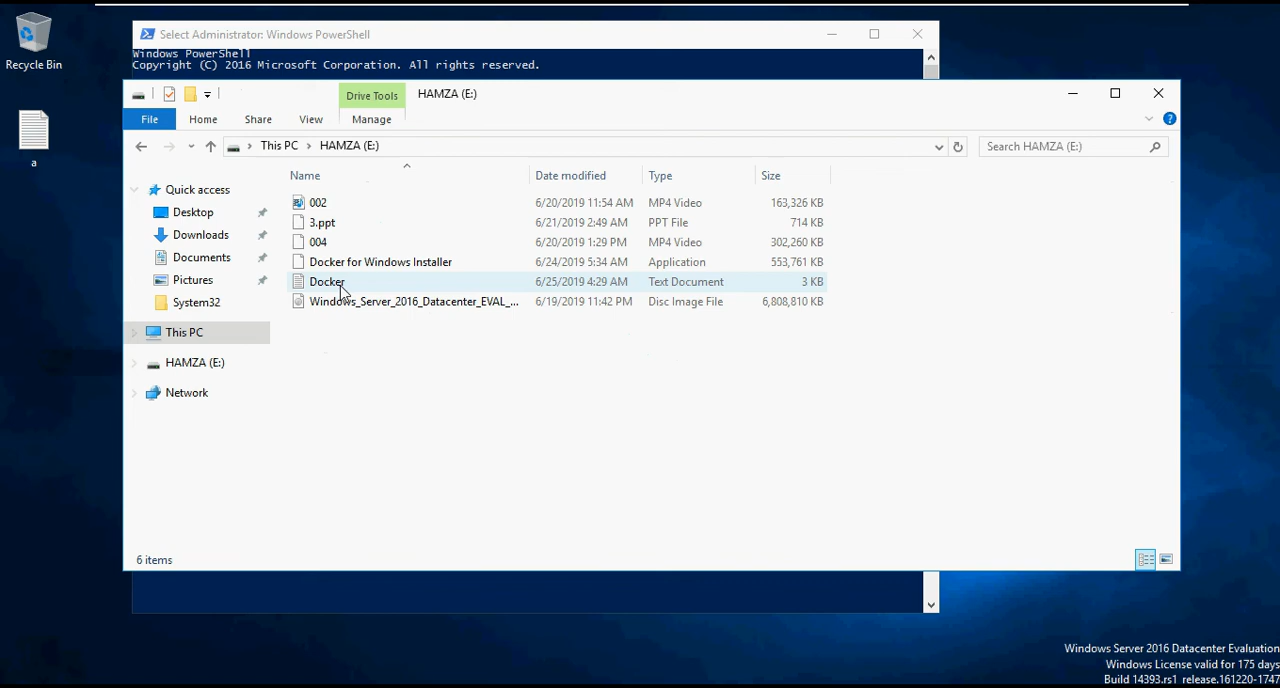 Recycle Bin
a
Select Administrator: Windows PowerShell
Windows PowerShell
Copyright (C) 2016 Microsoft Corporation. All rights reserved.
Drive Tools
HAMZA (E:)
File Home Share View Manage
This PC > HAMZA (E:)
Search HAMZA (E:)
Name Date modified Type Size
002 6/20/2019 11:54 AM MP4 Video 163,326 KB
3.ppt 6/21/2019 2:49 AM PPT File 714 KB
004 6/20/2019 1:29 PM MP4 Video 302,260 KB
Docker for Windows Installer 6/24/2019 5:34 AM Application 553,761 KB
Docker 6/25/2019 4:29 AM Text Document 3 KB
Windows_Server_2016_Datacenter_EVAL_... 6/19/2019 11:42 PM Disc Image File 6,808,810 KB
Quick access
Desktop
Downloads
Documents
Pictures
System32
This PC
HAMZA (E:)
Network
6 items
Windows Server 2016 Datacenter Evaluation
Windows License valid for 175 days
Build 14393.rs1_release.161220-1747